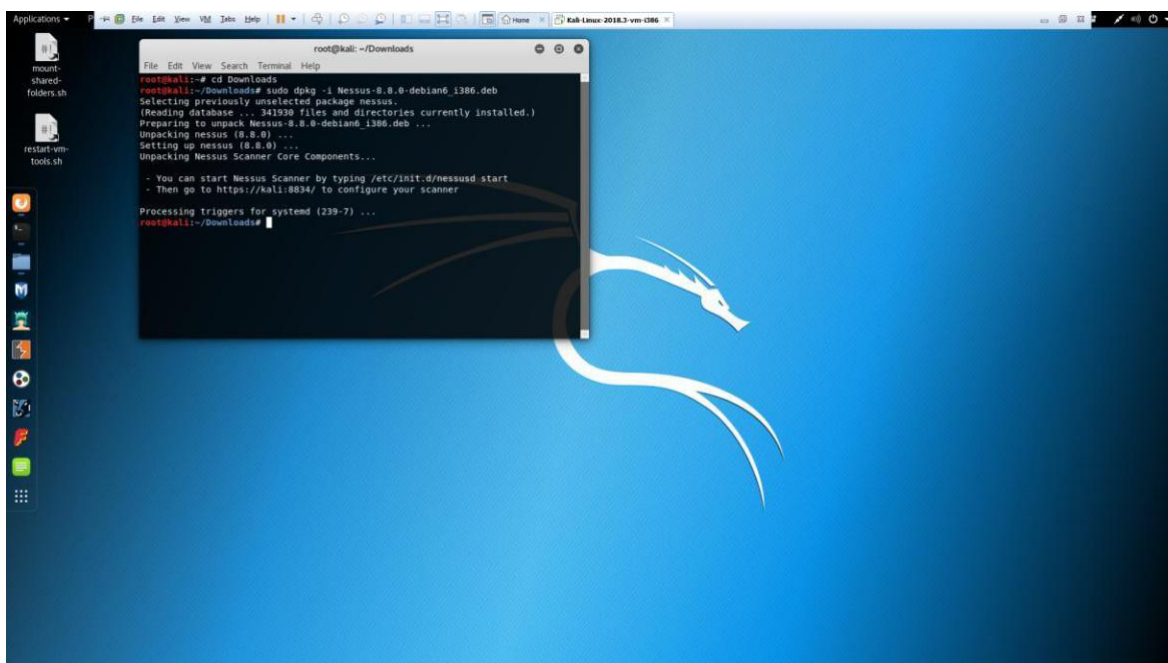 Applications
File Edit View VM Tabs Help
Home
Kali-Linux-2018.3-vm-i386
mount-
shared-
folders.sh
restart-vm-
tools.sh
root@kali: ~/Downloads
File Edit View Search Terminal Help
root@kali:~# cd Downloads
root@kali:~/Downloads# sudo dpkg -i Nessus-8.8.0-debian6_i386.deb
Selecting previously unselected package nessus.
(Reading database ... 341930 files and directories currently installed.)
Preparing to unpack Nessus-8.8.0-debian6_i386.deb ...
Unpacking nessus (8.8.0) ...
Setting up nessus (8.8.0) ...
Unpacking Nessus Scanner Core Components...
- You can start Nessus Scanner by typing /etc/init.d/nessusd start
- Then go to https://kali:8834/ to configure your scanner
Processing triggers for systemd (239-7) ...
root@kali:~/Downloads#